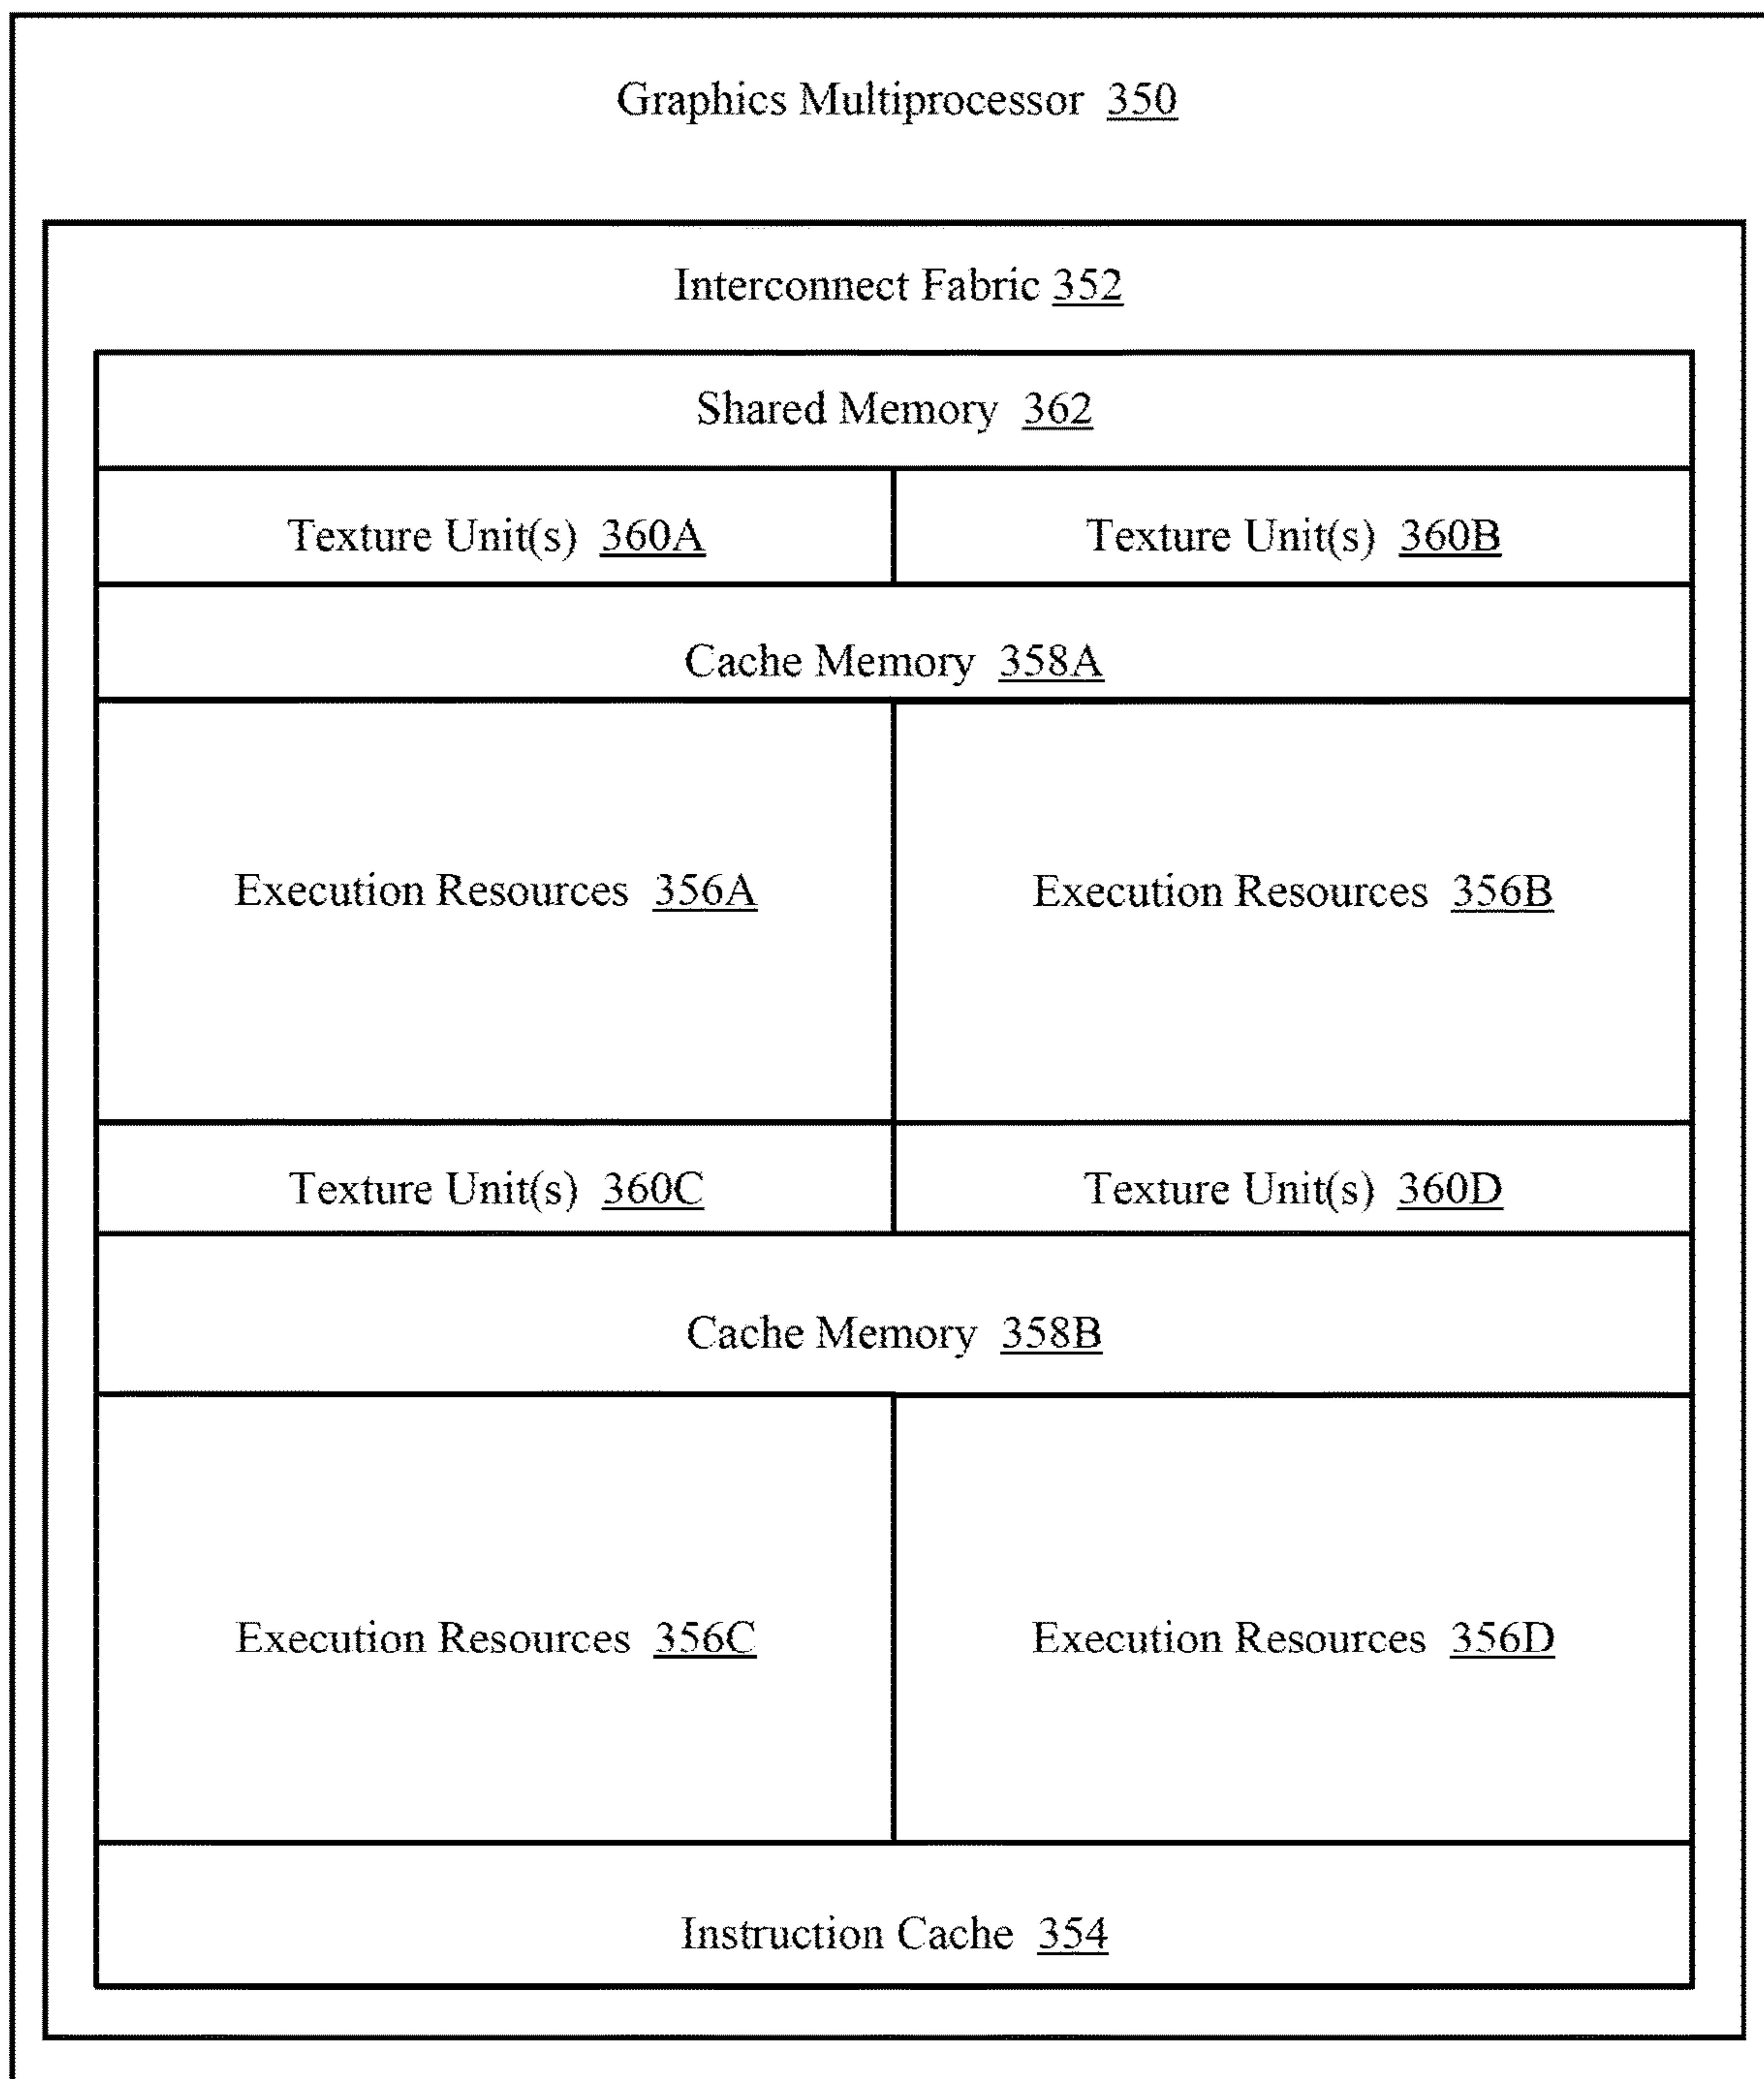 Graphics Multiprocessor 350
Interconnect Fabric 352
Shared Memory 362
Texture Unit(s) 360A
Texture Unit(s) 360B
Cache Memory 358A
Execution Resources 356A
Execution Resources 356B
Texture Unit(s) 360C
Texture Unit(s) 360D
Cache Memory 358B
Execution Resources 356C
Execution Resources 356D
Instruction Cache 354